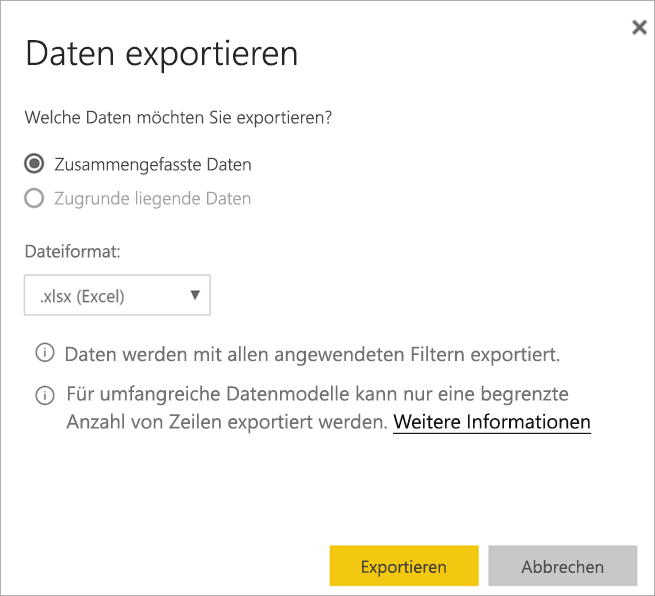 Daten exportieren
Welche Daten möchten Sie exportieren?
Zusammengefasste Daten
Zugrunde liegende Daten
Dateiformat:
.xlsx (Excel)
Daten werden mit allen angewendeten Filtern exportiert.
Für umfangreiche Datenmodelle kann nur eine begrenzte
Anzahl von Zeilen exportiert werden. Weitere Informationen
Exportieren
Abbrechen